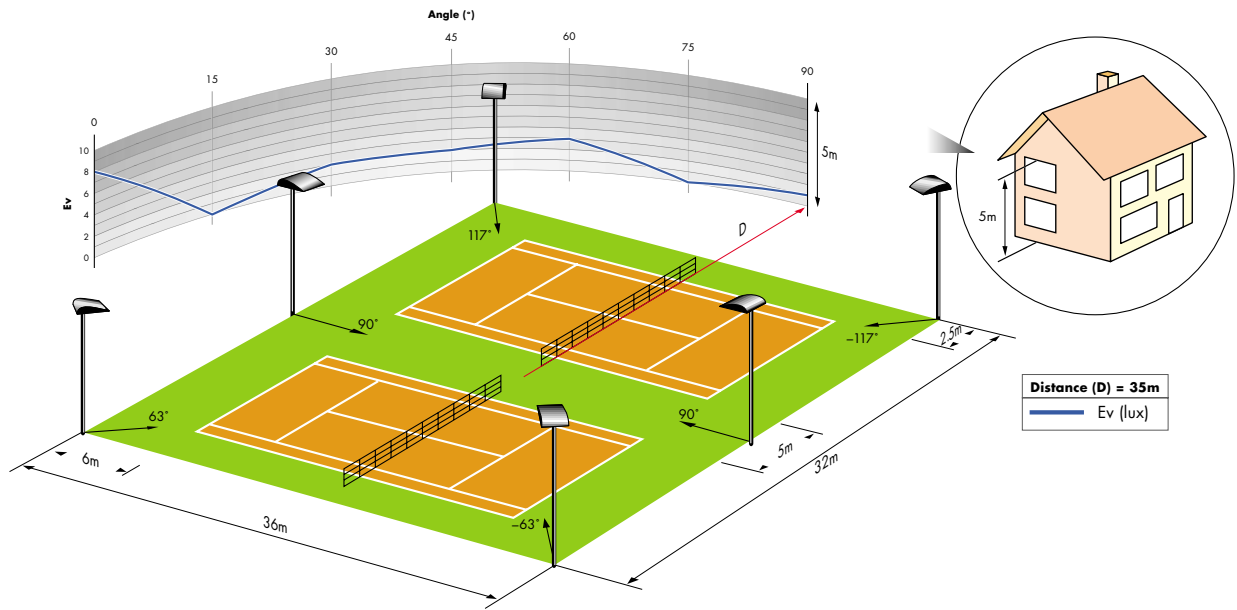 Angle (°)
0
15
30
45
60
75
90
10
8
6
4
2
0
Ev
5m
D
5m
117°
90°
63°
–117°
90°
–63°
2.5m
5m
32m
6m
36m
Distance (D) = 35m
Ev (lux)